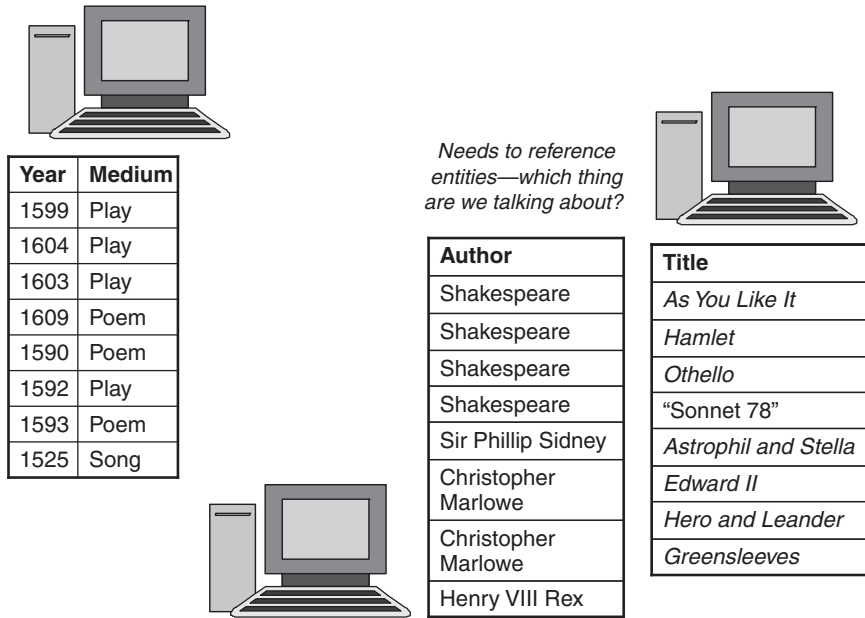 Year Medium
1599 Play
1604 Play
1603 Play
1609 Poem
1590 Poem
1592 Play
1593 Poem
1525 Song
Needs to reference
entities—which thing
are we talking about?
Author
Shakespeare
Shakespeare
Shakespeare
Shakespeare
Sir Phillip Sidney
Christopher
Marlowe
Christopher
Marlowe
Henry VIII Rex
Title
As You Like It
Hamlet
Othello
“Sonnet 78”
Astrophil and Stella
Edward II
Hero and Leander
Greensleeves